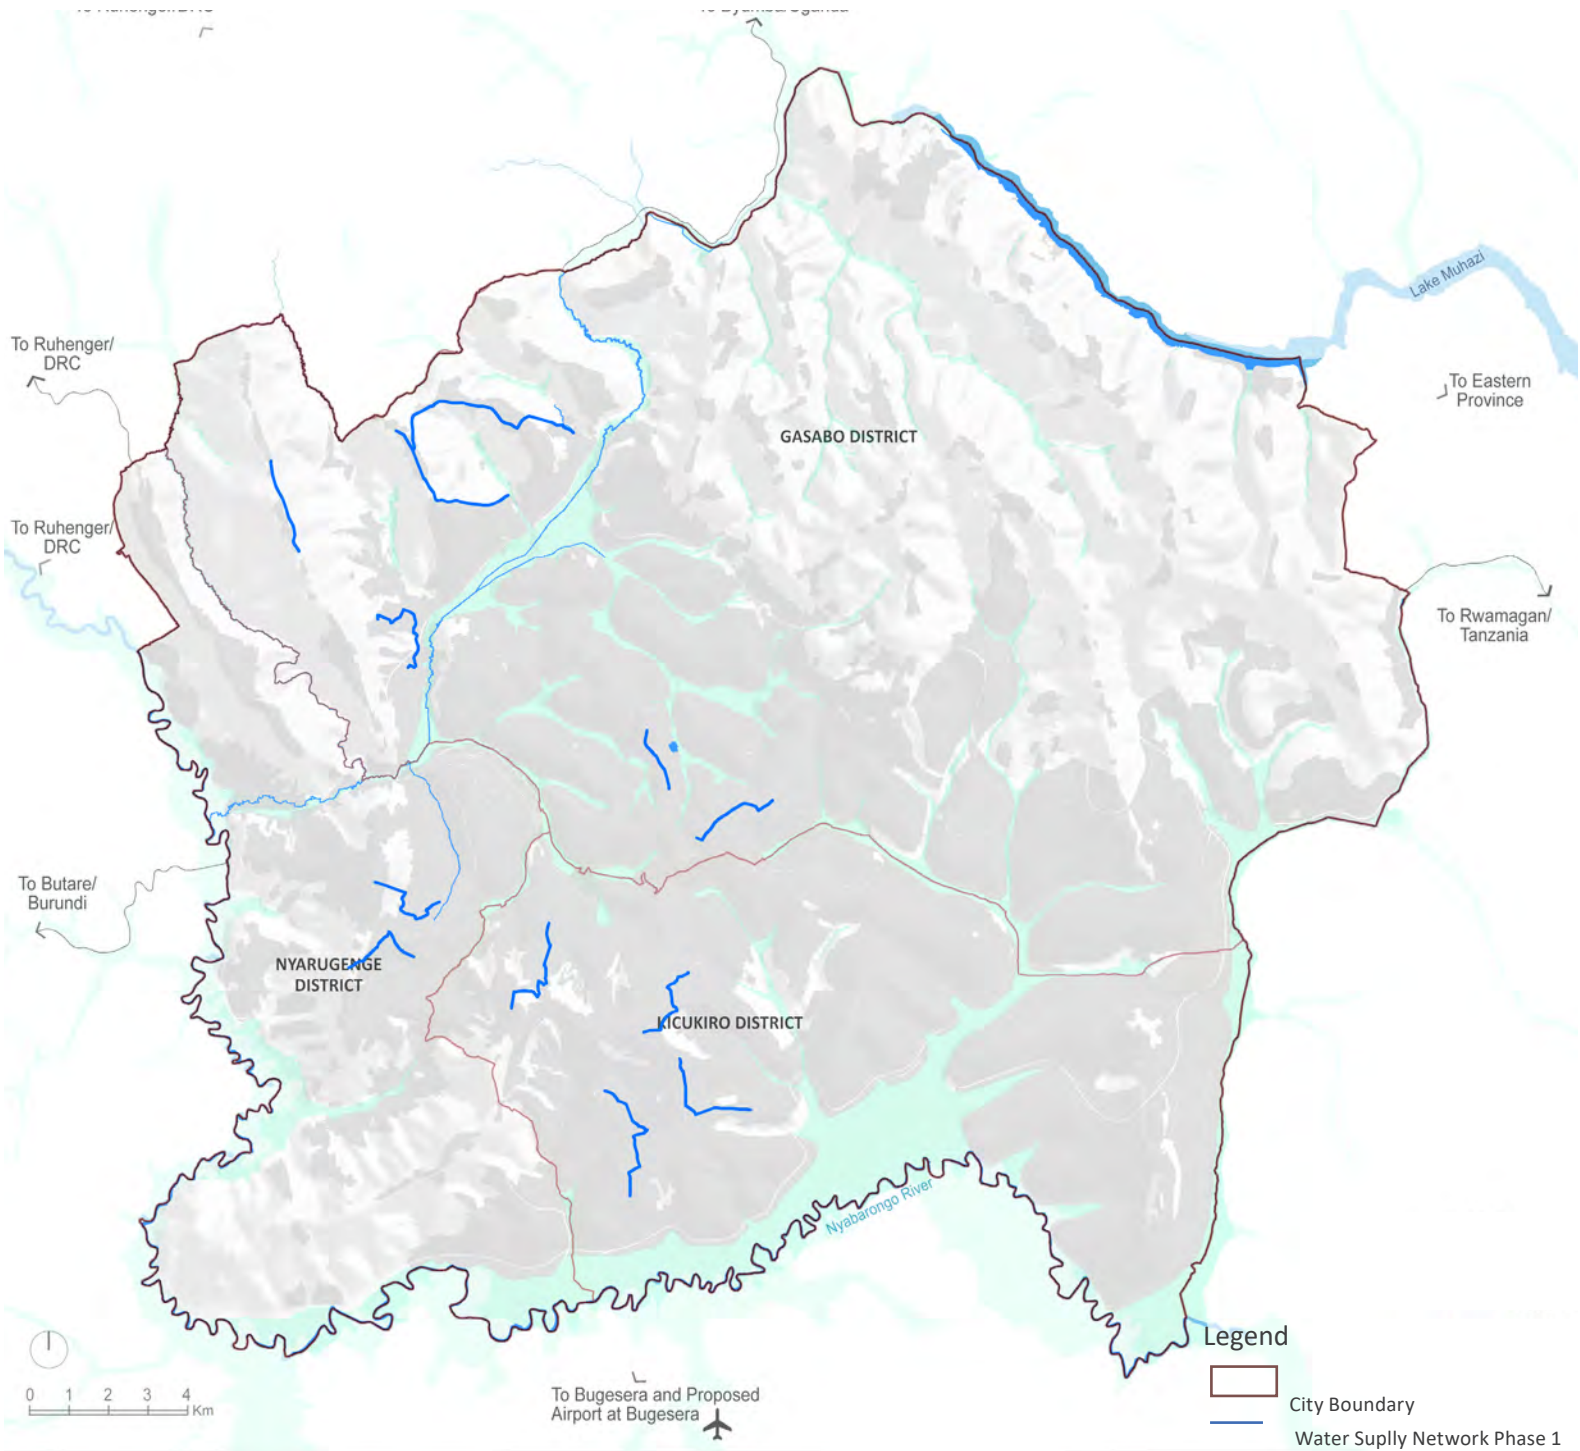 To Ruhenger/
DRC
Lake Muhazi
To Eastern
Province
GASABO DISTRICT
To Ruhenger/
DRC
To Rwamagan/
Tanzania
To Butare/
Burundi
NYARUGENGE
DISTRICT
KICUKIRO DISTRICT
Nyabarongo River
Legend
City Boundary
Water Suplly Network Phase 1
0 1 2 3 4
Km
To Bugesera and Proposed
Airport at Bugesera